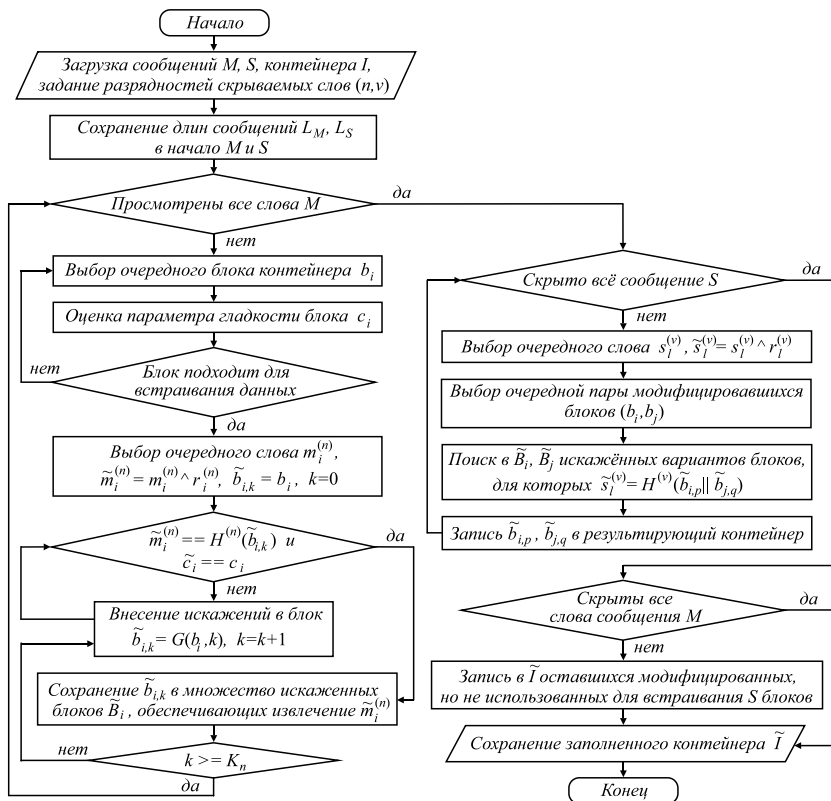 Начало
Загрузка сообщений M, S, контейнера I,
задание разрядностей скрываемых слов (n,v)
Сохранение длин сообщений L_M, L_S
в начало M и S
Просмотрены все слова M
да
нет
Выбор очередного блока контейнера b_i
Оценка параметра гладкости блока c_i
нет
Блок подходит для
встраивания данных
да
Выбор очередного слова m_i^(n),
m̃_i^(n) = m_i^(n) ^ r_i^(n), b̃_{i,k} = b_i, k=0
m̃_i^(n) == H^(n)(b̃_{i,k}) и
c̃_i == c_i
да
нет
Внесение искажений в блок
b̃_{i,k} = G(b_i,k), k=k+1
Сохранение b̃_{i,k} в множество искаженных
блоков B̃_i, обеспечивающих извлечение m̃_i^(n)
нет
k >= K_n
да
Скрыто всё сообщение S
да
нет
Выбор очередного слова s_l^(v), s̃_l^(v) = s_l^(v) ^ r_l^(v)
Выбор очередной пары модифицировавшихся
блоков (b_i,b_j)
Поиск в B̃_i, B̃_j искажённых вариантов блоков,
для которых s̃_l^(v) = H^(v)(b̃_{i,p}|| b̃_{j,q})
Запись b̃_{i,p}, b̃_{j,q} в результирующий контейнер
Скрыты все
слова сообщения M
да
нет
Запись в Ĩ оставшихся модифицированных,
но не использованных для встраивания S блоков
Сохранение заполненного контейнера Ĩ
Конец